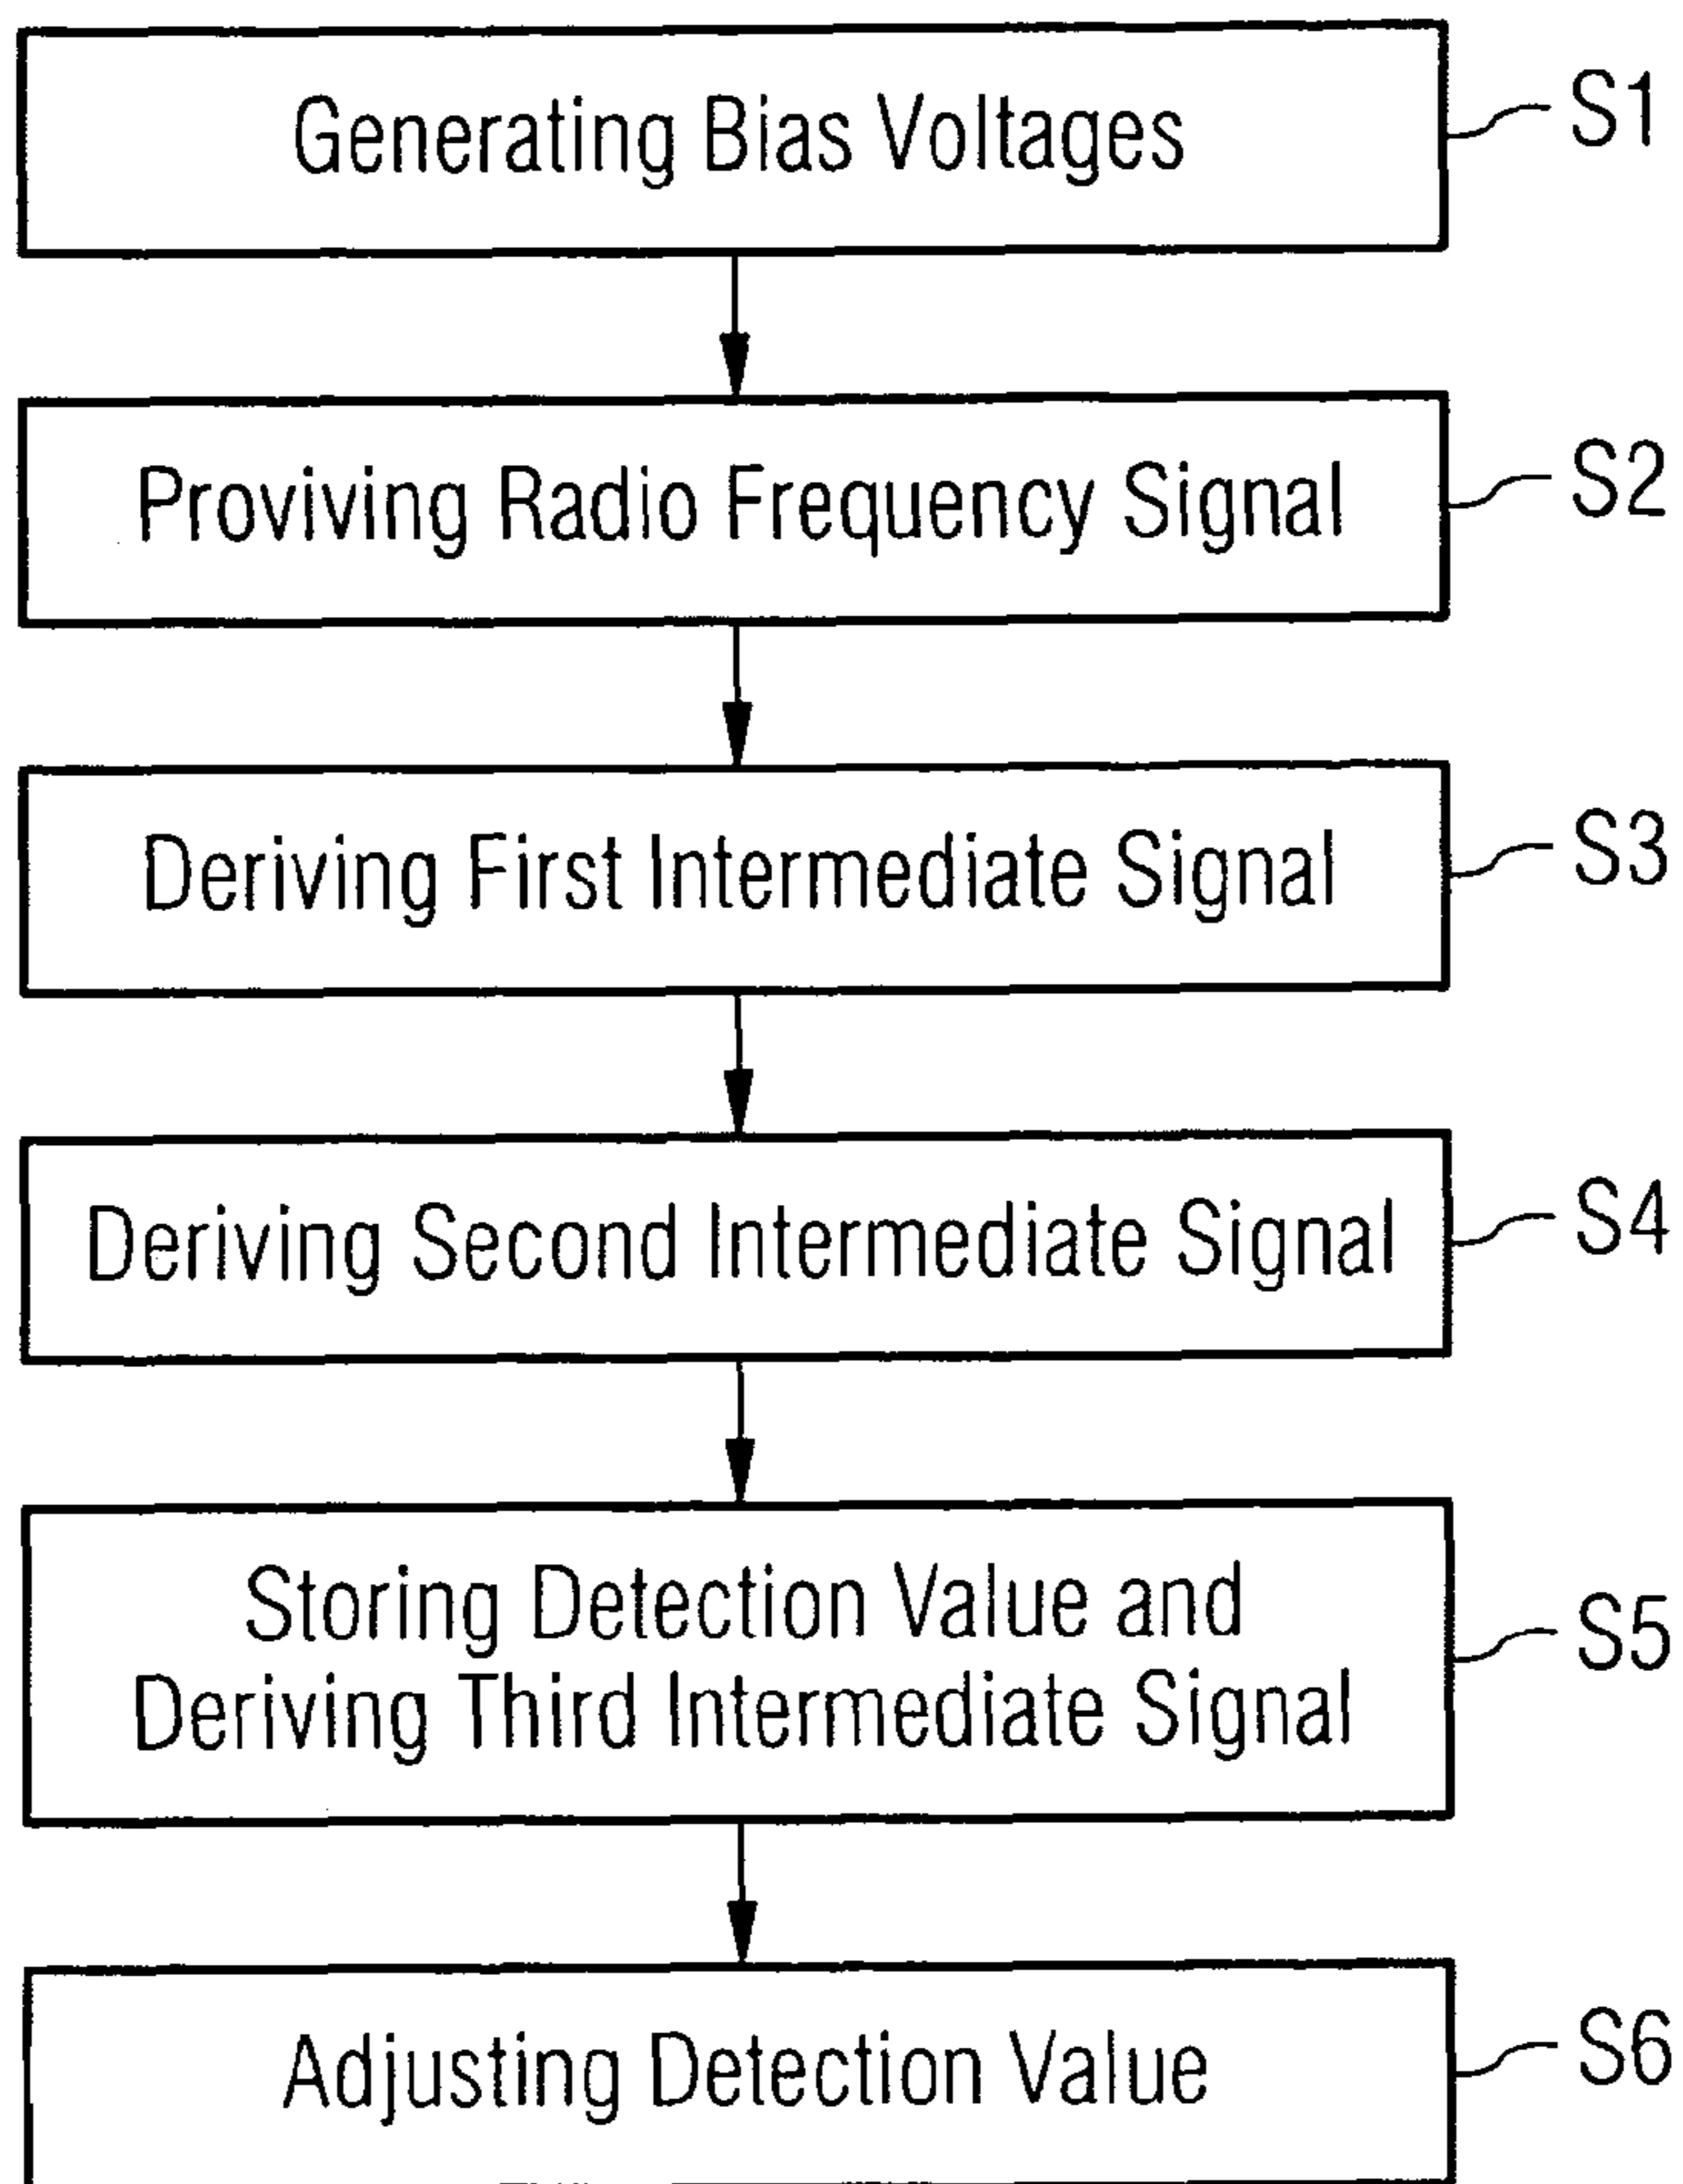 Generating Bias Voltages
S1
Proviving Radio Frequency Signal
S2
Deriving First Intermediate Signal
S3
Deriving Second Intermediate Signal
S4
Storing Detection Value and
Deriving Third Intermediate Signal
S5
Adjusting Detection Value
S6